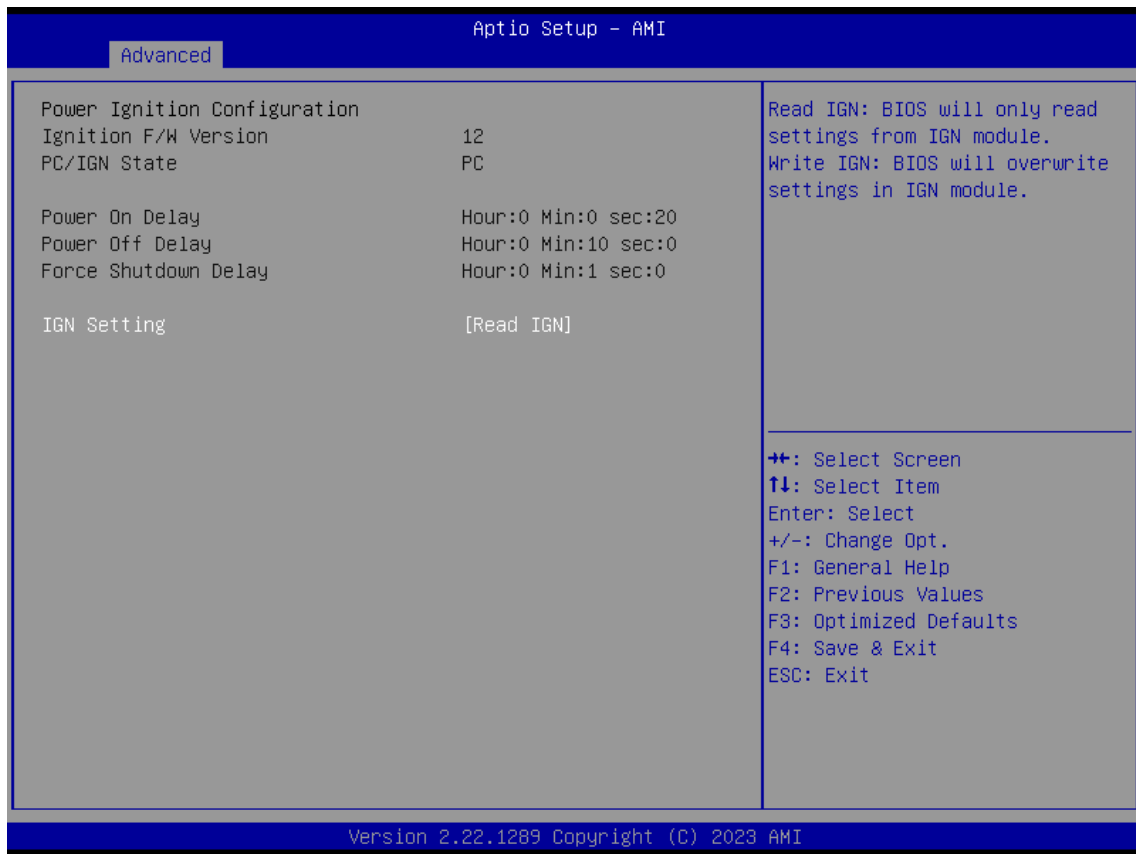 Aptio Setup – AMI
Advanced
Power Ignition Configuration
Ignition F/W Version 12
PC/IGN State PC
Power On Delay Hour:0 Min:0 sec:20
Power Off Delay Hour:0 Min:10 sec:0
Force Shutdown Delay Hour:0 Min:1 sec:0
IGN Setting [Read IGN]
Read IGN: BIOS will only read
settings from IGN module.
Write IGN: BIOS will overwrite
settings in IGN module.
→←: Select Screen
↑↓: Select Item
Enter: Select
+/-: Change Opt.
F1: General Help
F2: Previous Values
F3: Optimized Defaults
F4: Save & Exit
ESC: Exit
Version 2.22.1289 Copyright (C) 2023 AMI